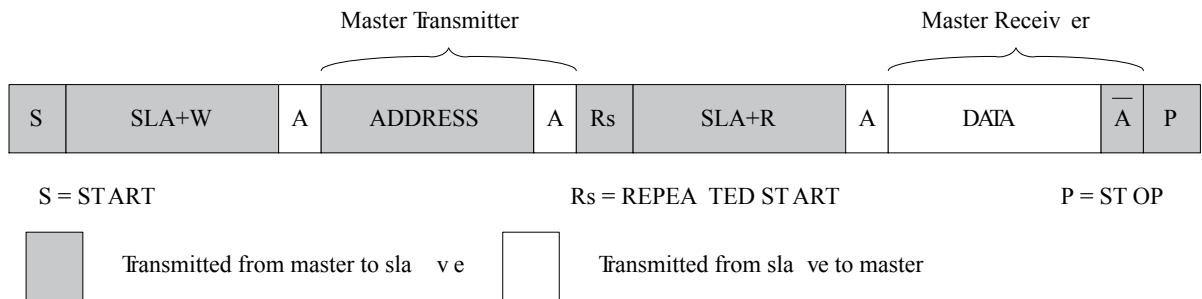 Master Transmitter Master Receiv er
S SLA+W A ADDRESS A Rs SLA+R A DATA A̅ P
S = ST ART Rs = REPEA TED ST ART P = ST OP
Transmitted from master to sla v e Transmitted from sla ve to master